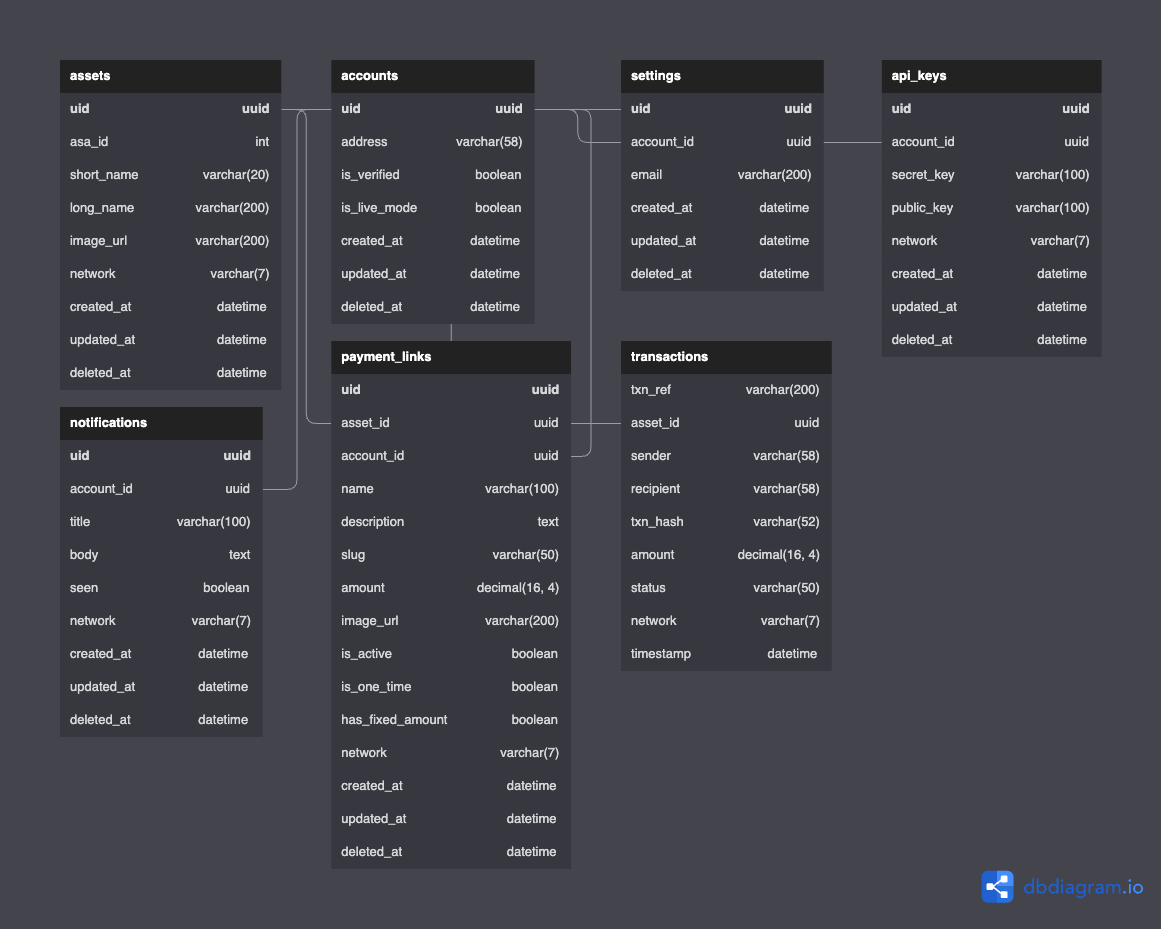 assets
uid uuid
asa_id int
short_name varchar(20)
long_name varchar(200)
image_url varchar(200)
network varchar(7)
created_at datetime
updated_at datetime
deleted_at datetime
notifications
uid uuid
account_id uuid
title varchar(100)
body text
seen boolean
network varchar(7)
created_at datetime
updated_at datetime
deleted_at datetime
accounts
uid uuid
address varchar(58)
is_verified boolean
is_live_mode boolean
created_at datetime
updated_at datetime
deleted_at datetime
payment_links
uid uuid
asset_id uuid
account_id uuid
name varchar(100)
description text
slug varchar(50)
amount decimal(16, 4)
image_url varchar(200)
is_active boolean
is_one_time boolean
has_fixed_amount boolean
network varchar(7)
created_at datetime
updated_at datetime
deleted_at datetime
settings
uid uuid
account_id uuid
email varchar(200)
created_at datetime
updated_at datetime
deleted_at datetime
transactions
txn_ref varchar(200)
asset_id uuid
sender varchar(58)
recipient varchar(58)
txn_hash varchar(52)
amount decimal(16, 4)
status varchar(50)
network varchar(7)
timestamp datetime
api_keys
uid uuid
account_id uuid
secret_key varchar(100)
public_key varchar(100)
network varchar(7)
created_at datetime
updated_at datetime
deleted_at datetime
dbdiagram.io